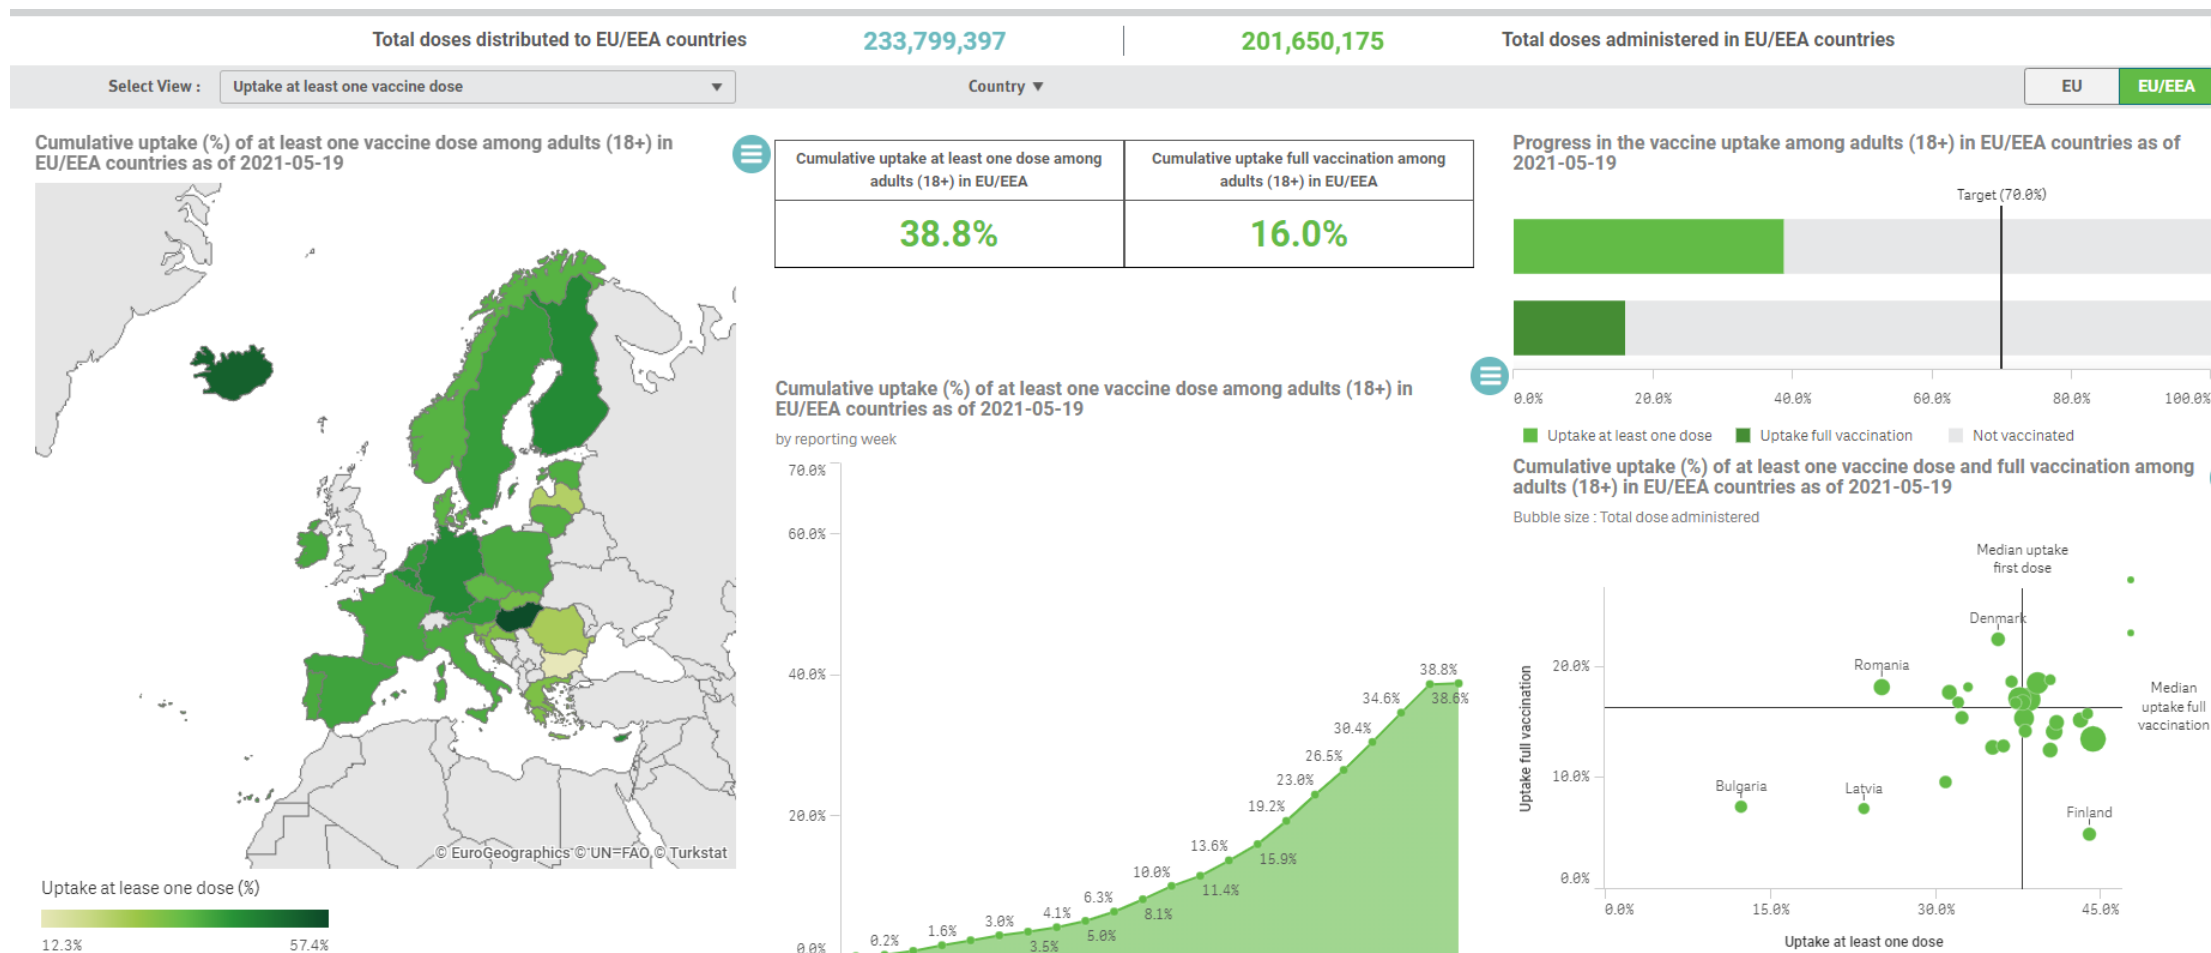 Total doses distributed to EU/EEA countries 233,799,397 201,650,175 Total doses administered in EU/EEA countries
Select View : Uptake at least one vaccine dose Country ▼ EU EU/EEA
Cumulative uptake (%) of at least one vaccine dose among adults (18+) in
EU/EEA countries as of 2021-05-19
© EuroGeographics © UN=FAO © Turkstat
Uptake at lease one dose (%)
12.3% 57.4%
Cumulative uptake at least one dose among
adults (18+) in EU/EEA
38.8%
Cumulative uptake full vaccination among
adults (18+) in EU/EEA
16.0%
Cumulative uptake (%) of at least one vaccine dose among adults (18+) in
EU/EEA countries as of 2021-05-19
by reporting week
70.0%
60.0%
40.0%
20.0%
0.0%
0.2%
1.6%
3.0%
3.5%
4.1%
5.0%
6.3%
8.1%
10.0%
11.4%
13.6%
15.9%
19.2%
23.0%
26.5%
30.4%
34.6%
38.6%
38.8%
Progress in the vaccine uptake among adults (18+) in EU/EEA countries as of
2021-05-19
Target (70.0%)
0.0% 20.0% 40.0% 60.0% 80.0% 100.0%
Uptake at least one dose Uptake full vaccination Not vaccinated
Cumulative uptake (%) of at least one vaccine dose and full vaccination among
adults (18+) in EU/EEA countries as of 2021-05-19
Bubble size : Total dose administered
Median uptake
first dose
Denmark
Romania
Median
uptake full
vaccination
Bulgaria
Latvia
Finland
Uptake full vaccination
20.0%
10.0%
0.0%
0.0% 15.0% 30.0% 45.0%
Uptake at least one dose